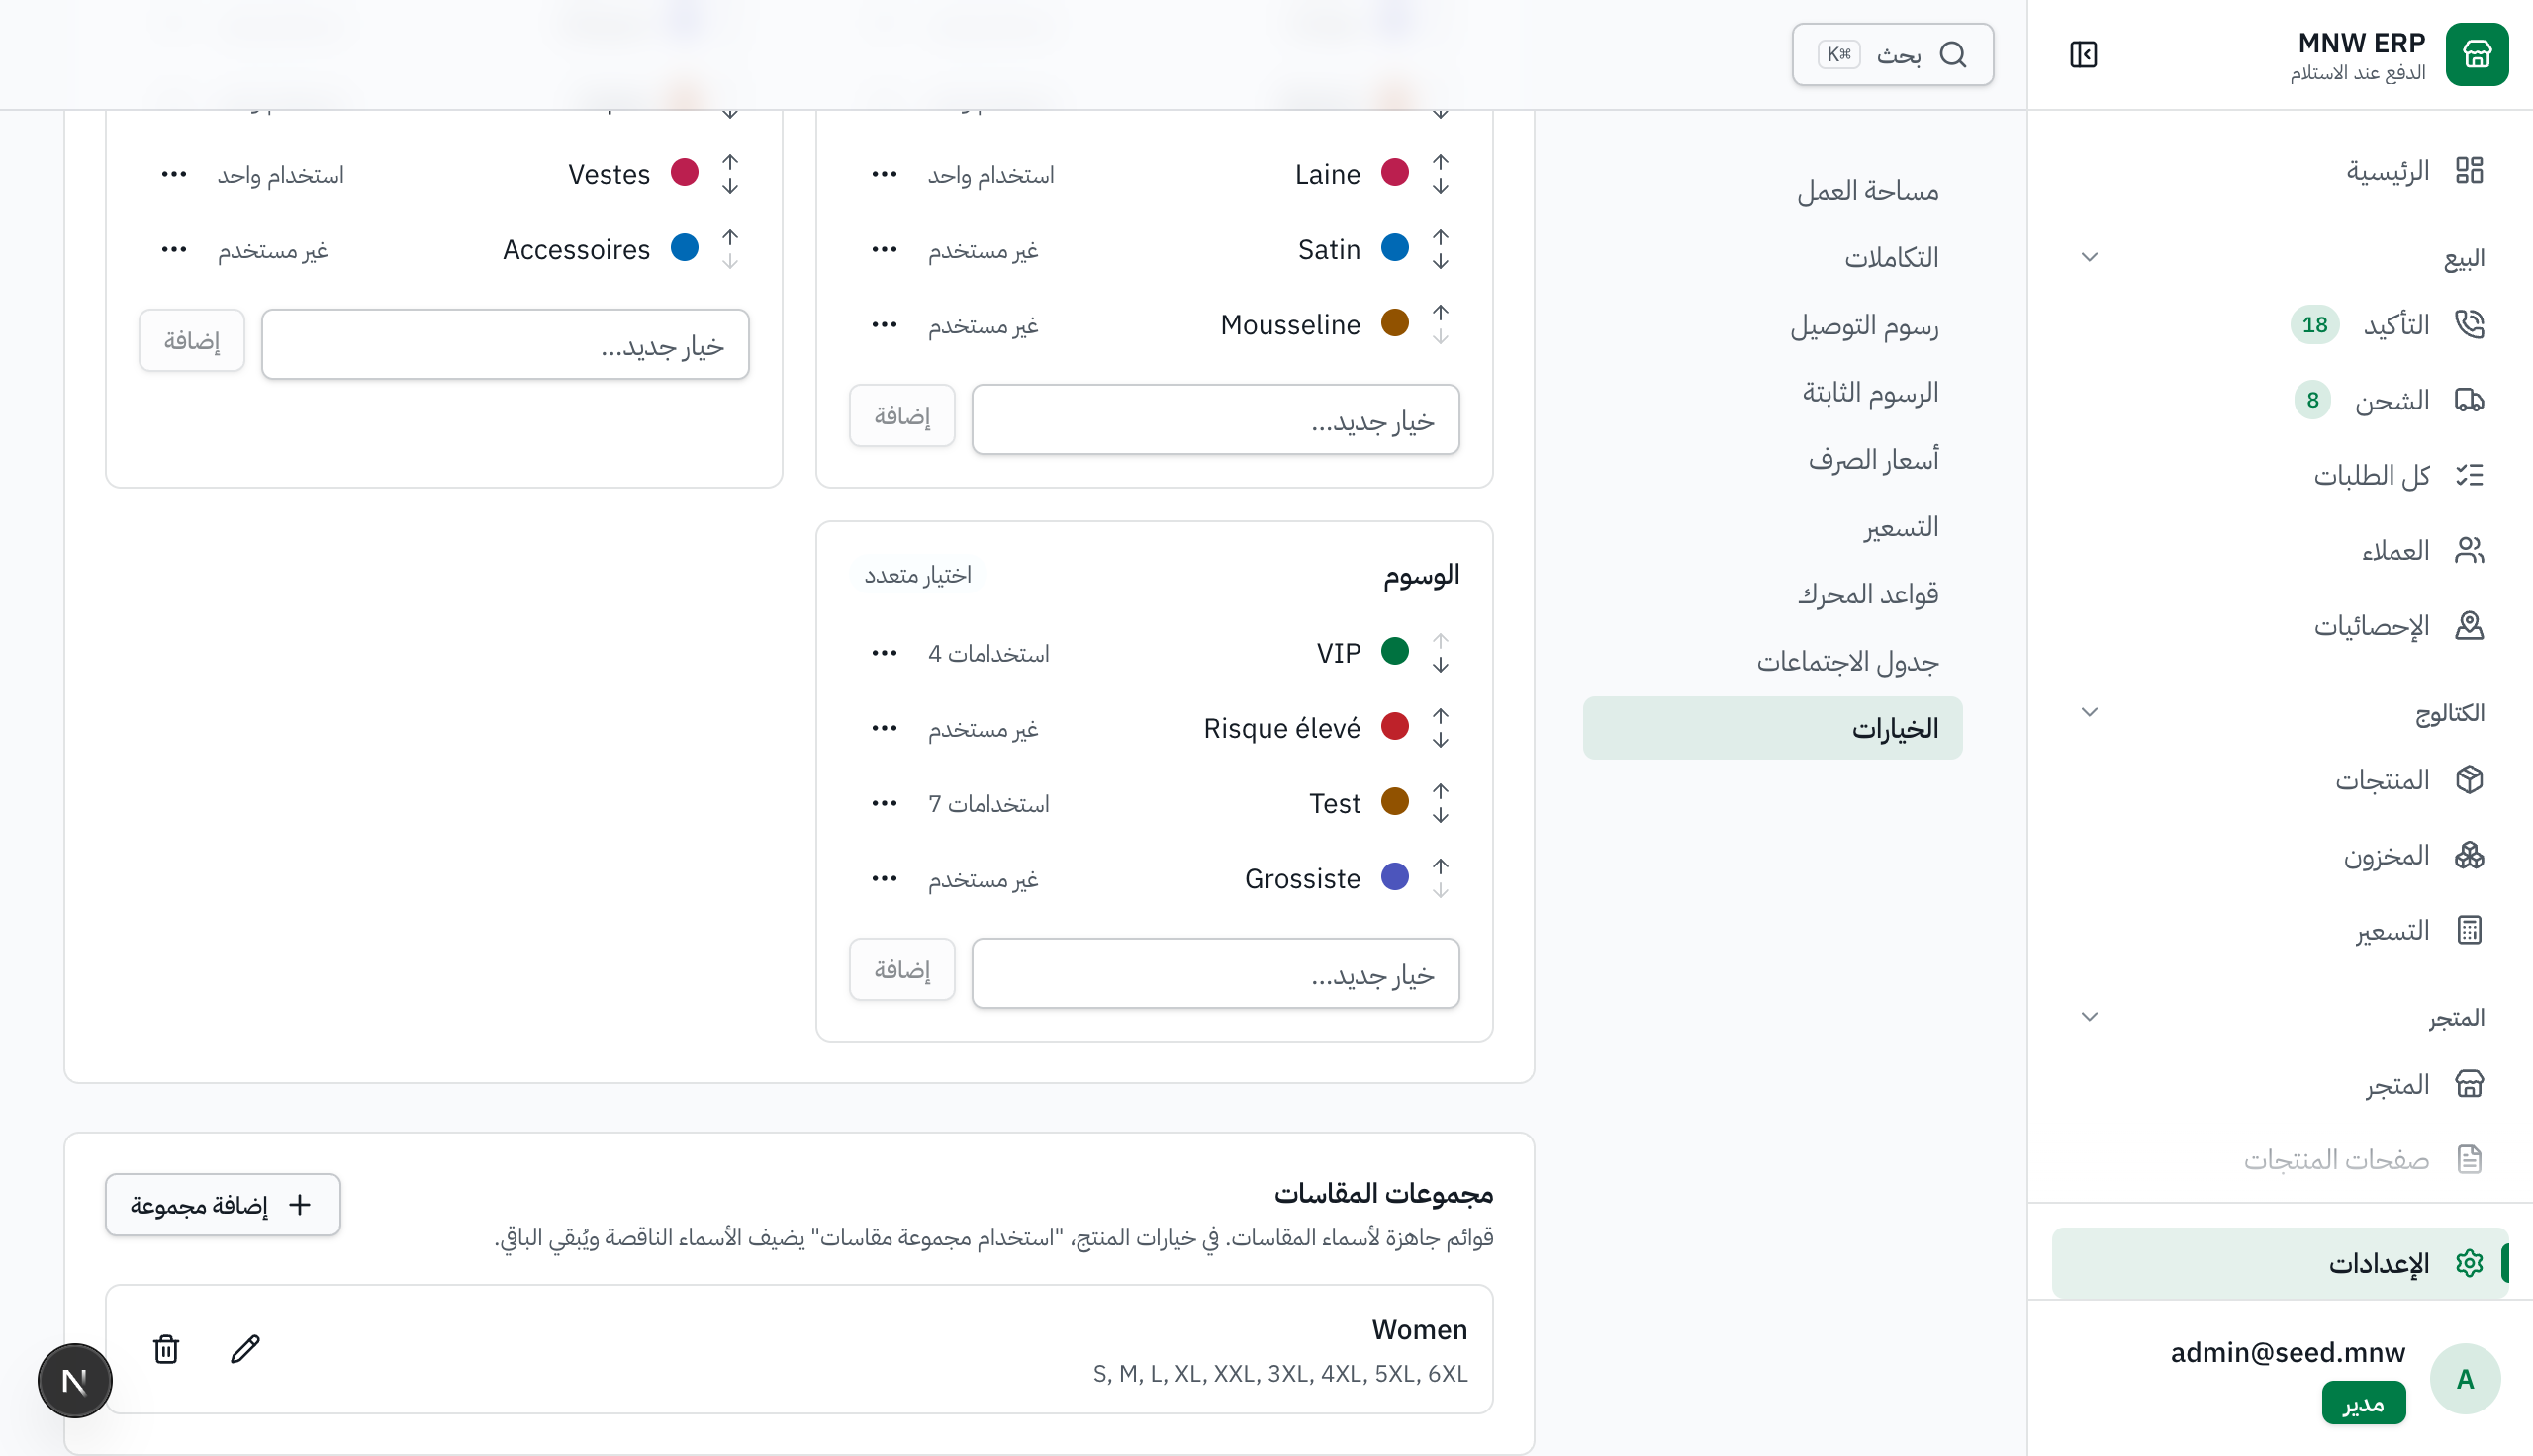 MNW ERP
الدفع عند الاستلام
بحث
⌘K
الرئيسية
البيع
التأكيد 18
الشحن 8
كل الطلبات
العملاء
الإحصائيات
الكتالوج
المنتجات
المخزون
التسعير
المتجر
المتجر
صفحات المنتجات
الإعدادات
admin@seed.mnw
مدير
A
مساحة العمل
التكاملات
رسوم التوصيل
الرسوم الثابتة
أسعار الصرف
التسعير
قواعد المحرك
جدول الاجتماعات
الخيارات
Laine استخدام واحد
Satin غير مستخدم
Mousseline غير مستخدم
خيار جديد...
إضافة
Vestes استخدام واحد
Accessoires غير مستخدم
خيار جديد...
إضافة
الوسوم
اختيار متعدد
VIP 4 استخدامات
Risque élevé غير مستخدم
Test 7 استخدامات
Grossiste غير مستخدم
خيار جديد...
إضافة
مجموعات المقاسات
قوائم جاهزة لأسماء المقاسات. في خيارات المنتج، "استخدام مجموعة مقاسات" يضيف الأسماء الناقصة ويُبقي الباقي.
إضافة مجموعة
Women
S, M, L, XL, XXL, 3XL, 4XL, 5XL, 6XL
N